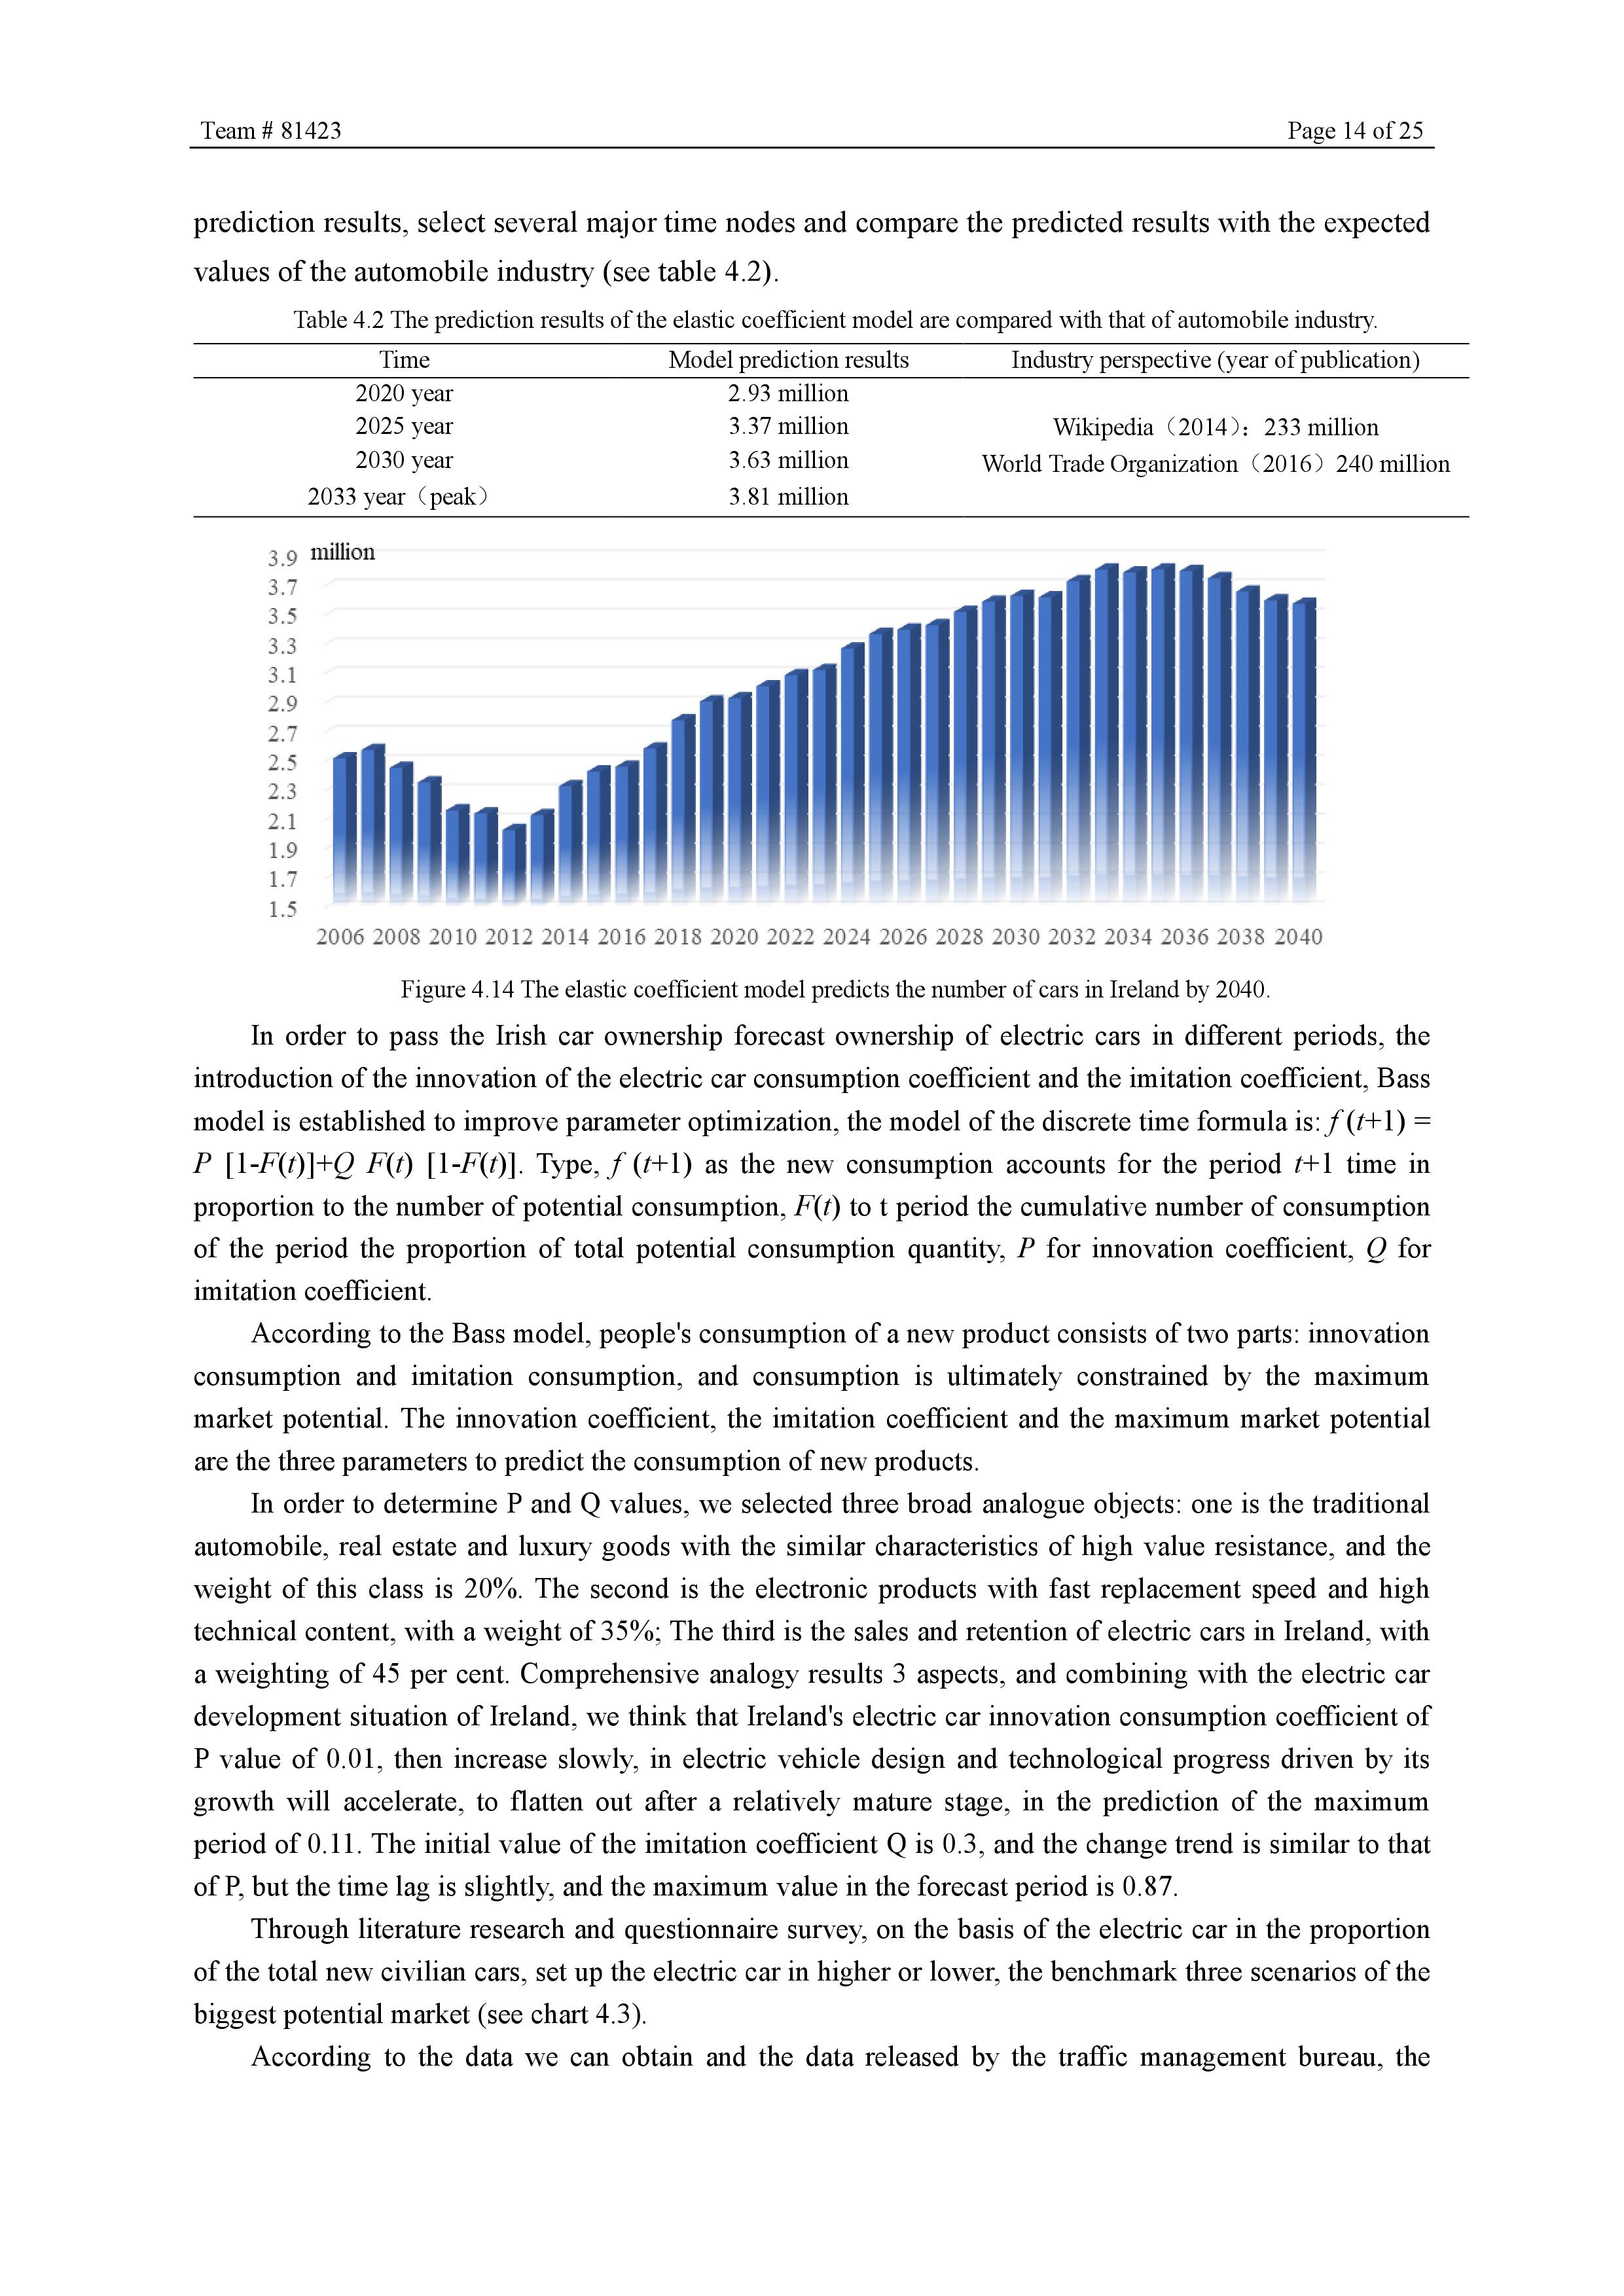 Team # 81423 Page 14 of 25
prediction results, select several major time nodes and compare the predicted results with the expected
values of the automobile industry (see table 4.2).
Table 4.2 The prediction results of the elastic coefficient model are compared with that of automobile industry.
Time Model prediction results Industry perspective (year of publication)
2020 year 2.93 million
2025 year 3.37 million Wikipedia（2014）：233 million
2030 year 3.63 million World Trade Organization（2016）240 million
2033 year（peak） 3.81 million
million
3.9
3.7
3.5
3.3
3.1
2.9
2.7
2.5
2.3
2.1
1.9
1.7
1.5
2006 2008 2010 2012 2014 2016 2018 2020 2022 2024 2026 2028 2030 2032 2034 2036 2038 2040
Figure 4.14 The elastic coefficient model predicts the number of cars in Ireland by 2040.
In order to pass the Irish car ownership forecast ownership of electric cars in different periods, the
introduction of the innovation of the electric car consumption coefficient and the imitation coefficient, Bass
model is established to improve parameter optimization, the model of the discrete time formula is: f (t+1) =
P [1-F(t)]+Q F(t) [1-F(t)]. Type, f (t+1) as the new consumption accounts for the period t+1 time in
proportion to the number of potential consumption, F(t) to t period the cumulative number of consumption
of the period the proportion of total potential consumption quantity, P for innovation coefficient, Q for
imitation coefficient.
According to the Bass model, people's consumption of a new product consists of two parts: innovation
consumption and imitation consumption, and consumption is ultimately constrained by the maximum
market potential. The innovation coefficient, the imitation coefficient and the maximum market potential
are the three parameters to predict the consumption of new products.
In order to determine P and Q values, we selected three broad analogue objects: one is the traditional
automobile, real estate and luxury goods with the similar characteristics of high value resistance, and the
weight of this class is 20%. The second is the electronic products with fast replacement speed and high
technical content, with a weight of 35%; The third is the sales and retention of electric cars in Ireland, with
a weighting of 45 per cent. Comprehensive analogy results 3 aspects, and combining with the electric car
development situation of Ireland, we think that Ireland's electric car innovation consumption coefficient of
P value of 0.01, then increase slowly, in electric vehicle design and technological progress driven by its
growth will accelerate, to flatten out after a relatively mature stage, in the prediction of the maximum
period of 0.11. The initial value of the imitation coefficient Q is 0.3, and the change trend is similar to that
of P, but the time lag is slightly, and the maximum value in the forecast period is 0.87.
Through literature research and questionnaire survey, on the basis of the electric car in the proportion
of the total new civilian cars, set up the electric car in higher or lower, the benchmark three scenarios of the
biggest potential market (see chart 4.3).
According to the data we can obtain and the data released by the traffic management bureau, the